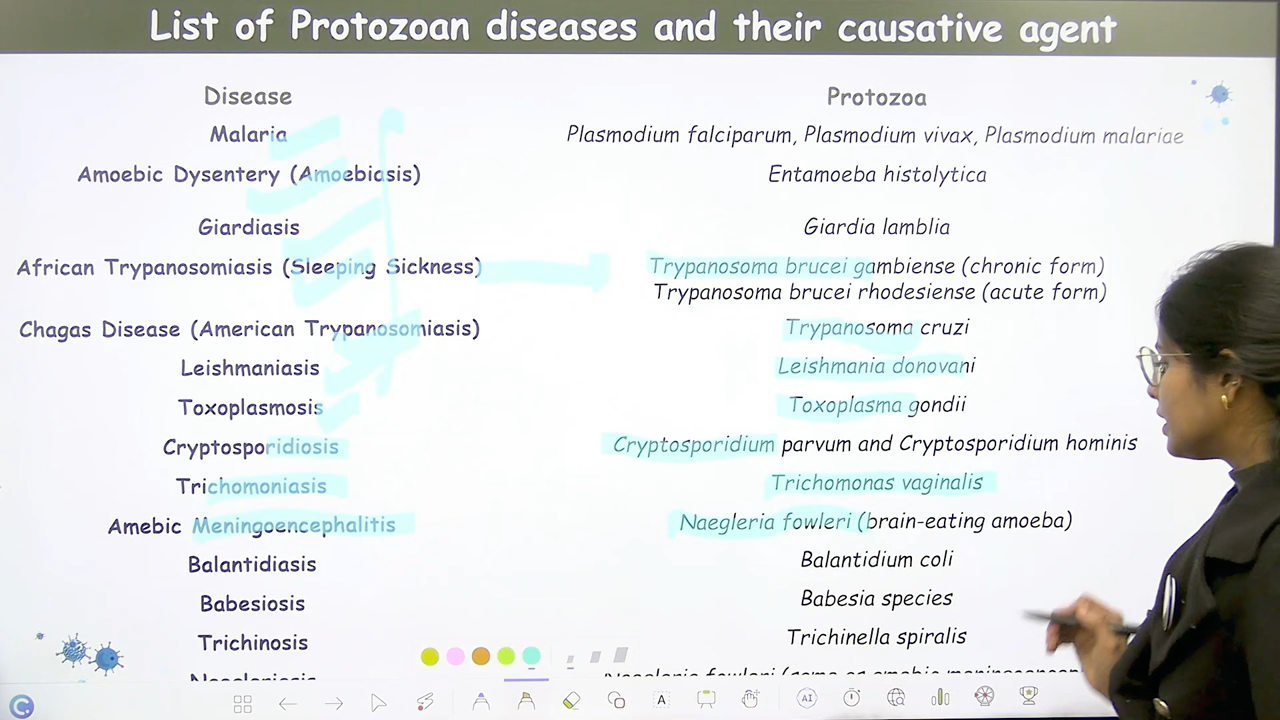 List of Protozoan diseases and their causative agent
Disease Protozoa
Malaria Plasmodium falciparum, Plasmodium vivax, Plasmodium malariae
Amoebic Dysentery (Amoebiasis) Entamoeba histolytica
Giardiasis Giardia lamblia
African Trypanosomiasis (Sleeping Sickness) Trypanosoma brucei gambiense (chronic form)
Trypanosoma brucei rhodesiense (acute form)
Chagas Disease (American Trypanosomiasis) Trypanosoma cruzi
Leishmaniasis Leishmania donovani
Toxoplasmosis Toxoplasma gondii
Cryptosporidiosis Cryptosporidium parvum and Cryptosporidium hominis
Trichomoniasis Trichomonas vaginalis
Amebic Meningoencephalitis Naegleria fowleri (brain-eating amoeba)
Balantidiasis Balantidium coli
Babesiosis Babesia species
Trichinosis Trichinella spiralis
A AI